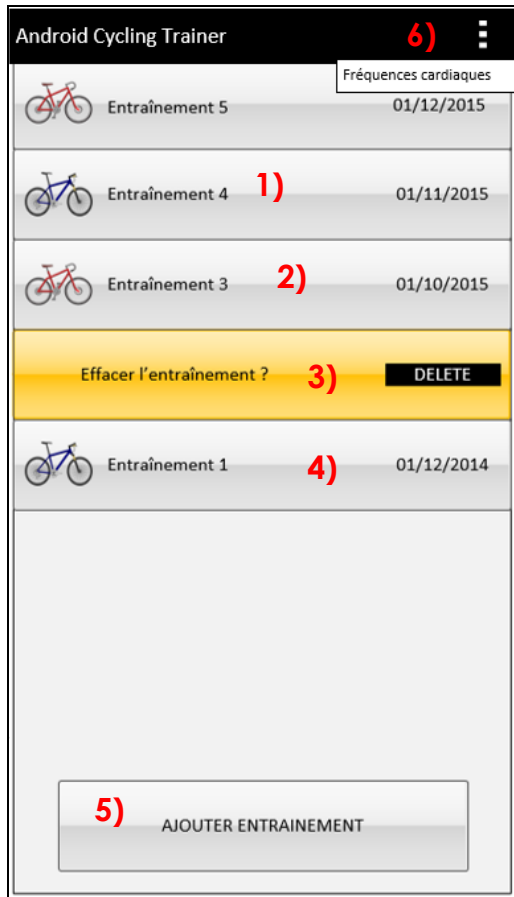 Android Cycling Trainer 6)
Fréquences cardiaques
Entraînement 5 01/12/2015
Entraînement 4 1) 01/11/2015
Entraînement 3 2) 01/10/2015
Effacer l'entraînement ? 3) DELETE
Entraînement 1 4) 01/12/2014
5) AJOUTER ENTRAINEMENT